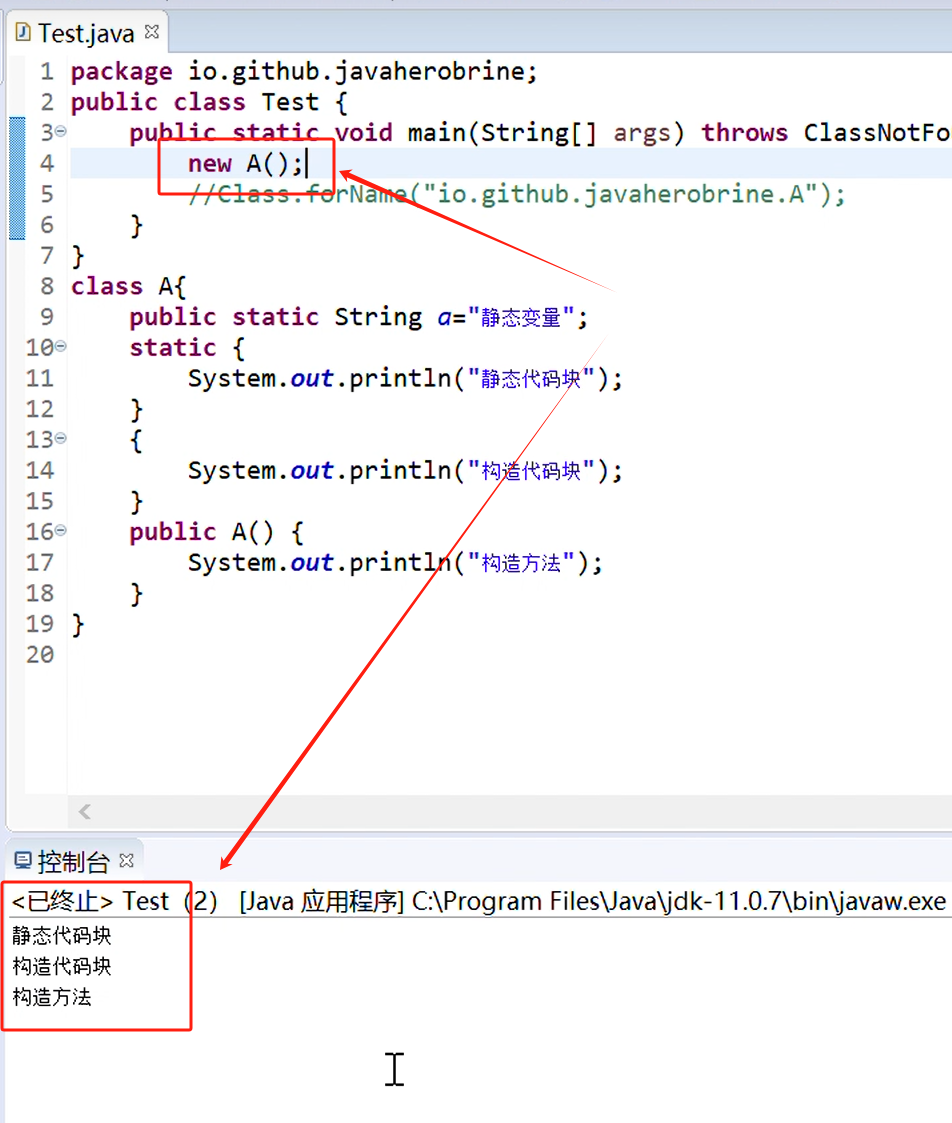 Test.java
1 package io.github.javaherobrine;
2 public class Test {
3 public static void main(String[] args) throws ClassNotFo
4 new A();
5 //Class.forName("io.github.javaherobrine.A");
6 }
7 }
8 class A{
9 public static String a="静态变量";
10 static {
11 System.out.println("静态代码块");
12 }
13 {
14 System.out.println("构造代码块");
15 }
16 public A() {
17 System.out.println("构造方法");
18 }
19 }
20
控制台
<已终止> Test (2) [Java 应用程序] C:\Program Files\Java\jdk-11.0.7\bin\javaw.exe
静态代码块
构造代码块
构造方法